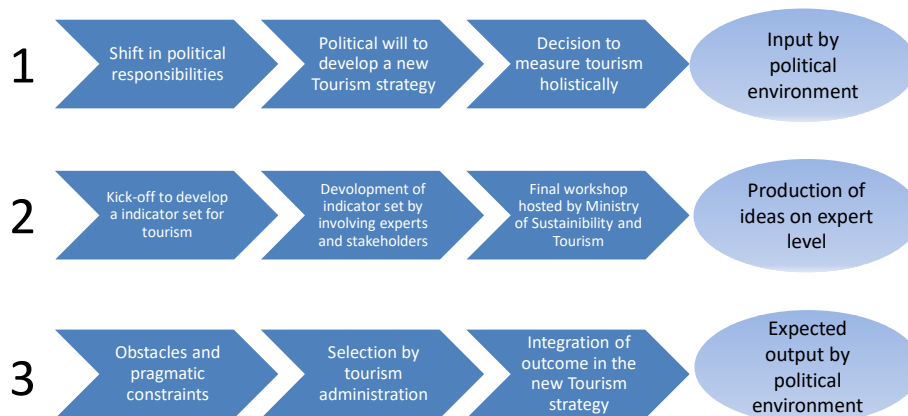 1
Shift in political
responsibilities
Political will to
develop a new
Tourism strategy
Decision to
measure tourism
holistically
Input by
political
environment
2
Kick-off to develop
a indicator set for
tourism
Devolopment of
indicator set by
involving experts
and stakeholders
Final workshop
hosted by Ministry
of Sustainibility and
Tourism
Production of
ideas on expert
level
3
Obstacles and
pragmatic
constraints
Selection by
tourism
administration
Integration of
outcome in the
new Tourism
strategy
Expected
output by
political
environment